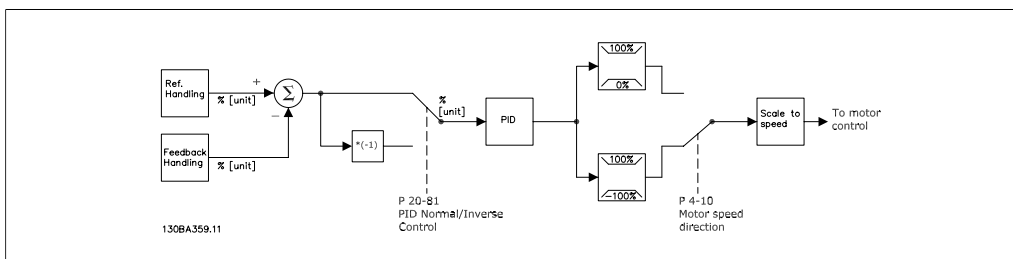 Ref.
Handling
+
% [unit]
Σ
−
Feedback
Handling
% [unit]
*(-1)
%
[unit]
P 20-81
PID Normal/Inverse
Control
PID
100%
0%
100%
-100%
P 4-10
Motor speed
direction
Scale to
speed
To motor
control
130BA359.11